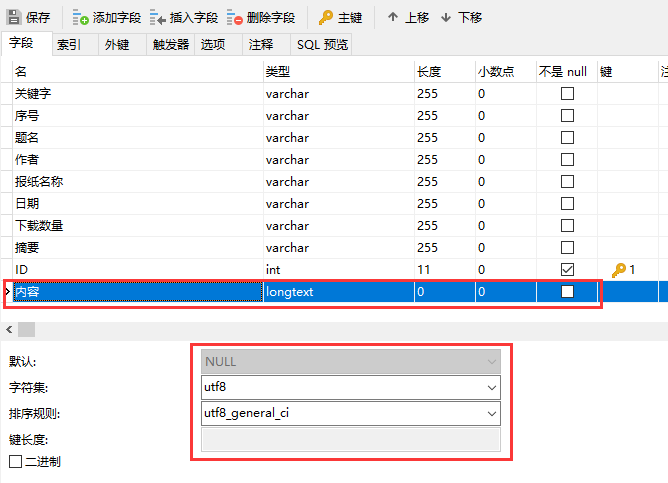 保存 添加字段 插入字段 删除字段 主键 上移 下移
字段 索引 外键 触发器 选项 注释 SQL 预览
名 类型 长度 小数点 不是 null 键
关键字 varchar 255 0
序号 varchar 255 0
题名 varchar 255 0
作者 varchar 255 0
报纸名称 varchar 255 0
日期 varchar 255 0
下载数量 varchar 255 0
摘要 varchar 255 0
ID int 11 0 1
内容 longtext 0 0
默认: NULL
字符集: utf8
排序规则: utf8_general_ci
键长度:
二进制